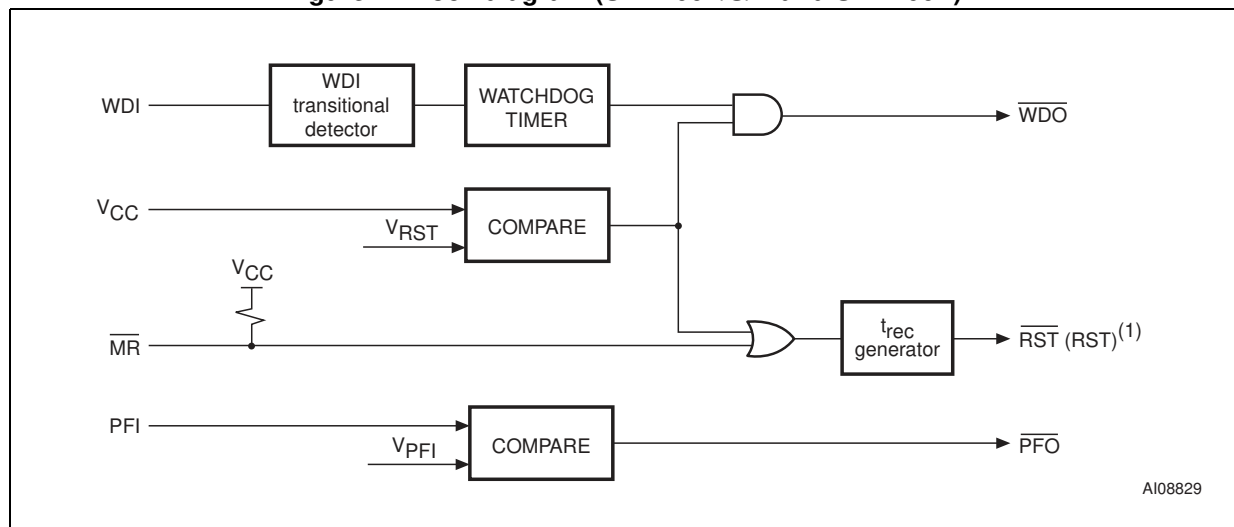 WDI
WDI
transitional
detector
WATCHDOG
TIMER
WDO
VCC
VRST
COMPARE
VCC
MR
trec
generator
RST (RST)(1)
PFI
VPFI
COMPARE
PFO
AI08829